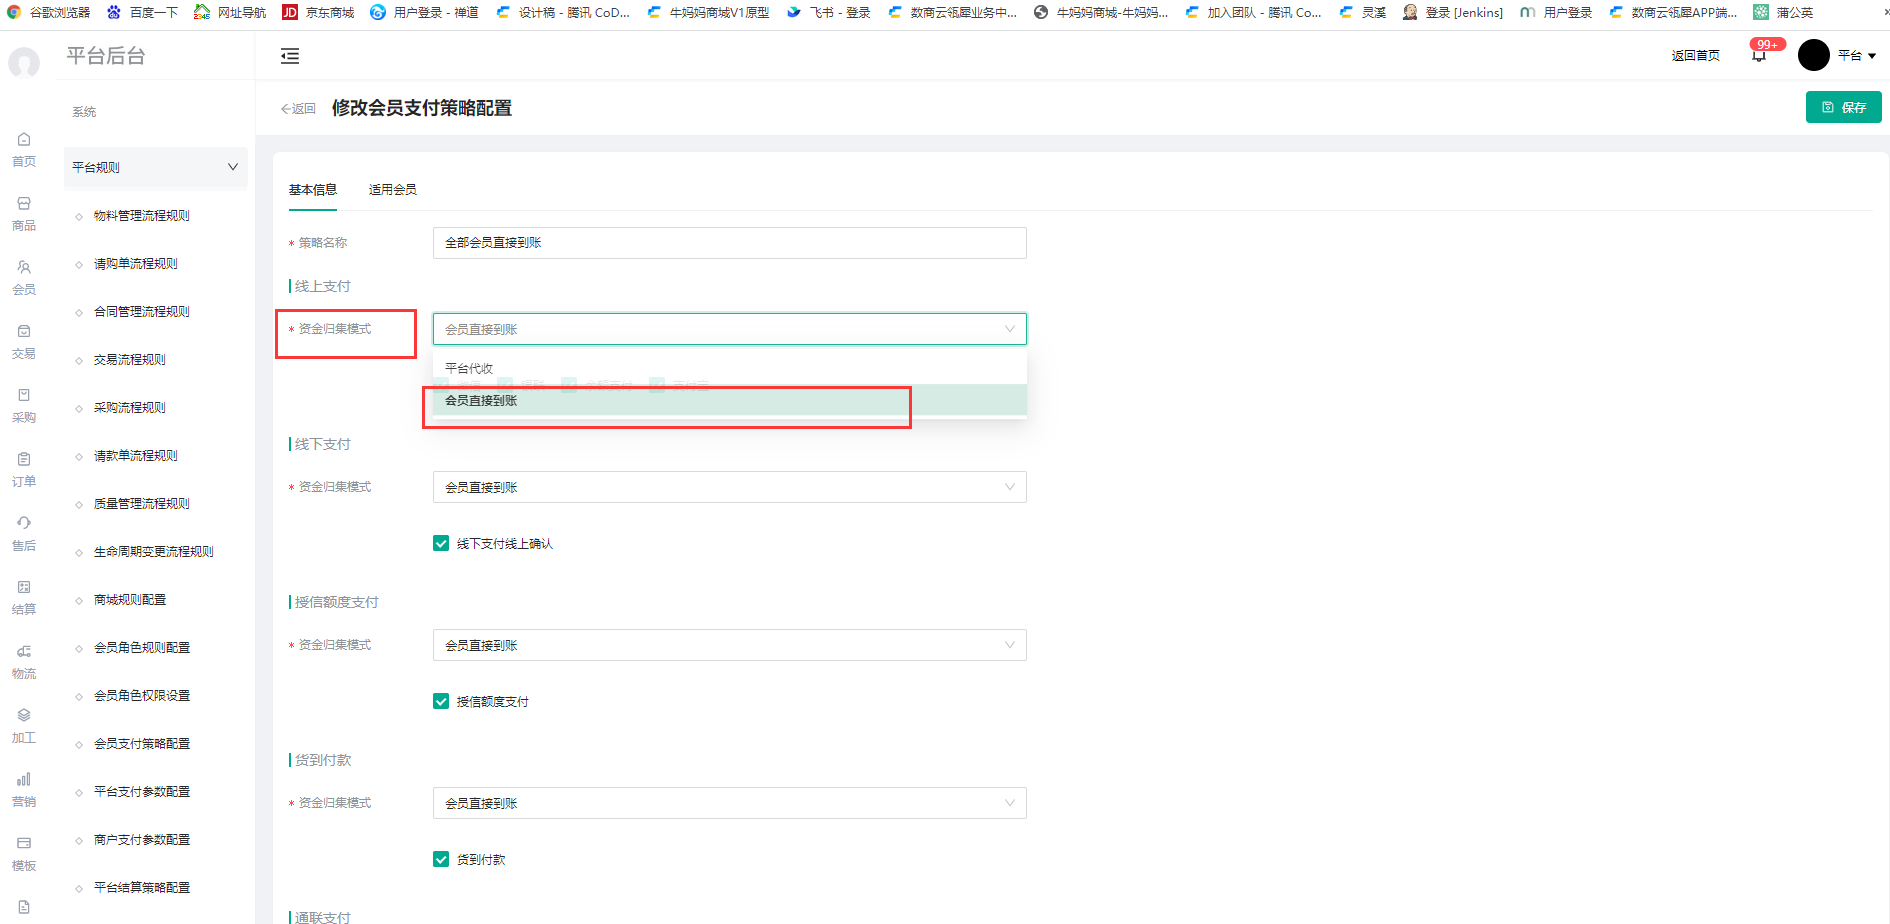 谷歌浏览器 百度一下 网址导航 JD 京东商城 用户登录 - 禅道 设计稿 - 腾讯 CoD... 牛妈妈商城V1原型 飞书 - 登录 数商云瓴犀业务中... 牛妈妈商城-牛妈妈... 加入团队 - 腾讯 Co... 灵溪 登录 [Jenkins] 用户登录 数商云瓴犀APP端... 蒲公英
平台后台
返回首页 99+ 平台
返回 修改会员支付策略配置
保存
首页
商品
会员
交易
采购
订单
售后
结算
物流
加工
营销
模板
系统
平台规则
物料管理流程规则
请购单流程规则
合同管理流程规则
交易流程规则
采购流程规则
请款单流程规则
质量管理流程规则
生命周期变更流程规则
商城规则配置
会员角色规则配置
会员角色权限设置
会员支付策略配置
平台支付参数配置
商户支付参数配置
平台结算策略配置
基本信息 适用会员
* 策略名称 全部会员直接到账
线上支付
* 资金归集模式 会员直接到账
平台代收
会员直接到账
线下支付
* 资金归集模式 会员直接到账
线下支付线上确认
授信额度支付
* 资金归集模式 会员直接到账
授信额度支付
货到付款
* 资金归集模式 会员直接到账
货到付款
通联支付